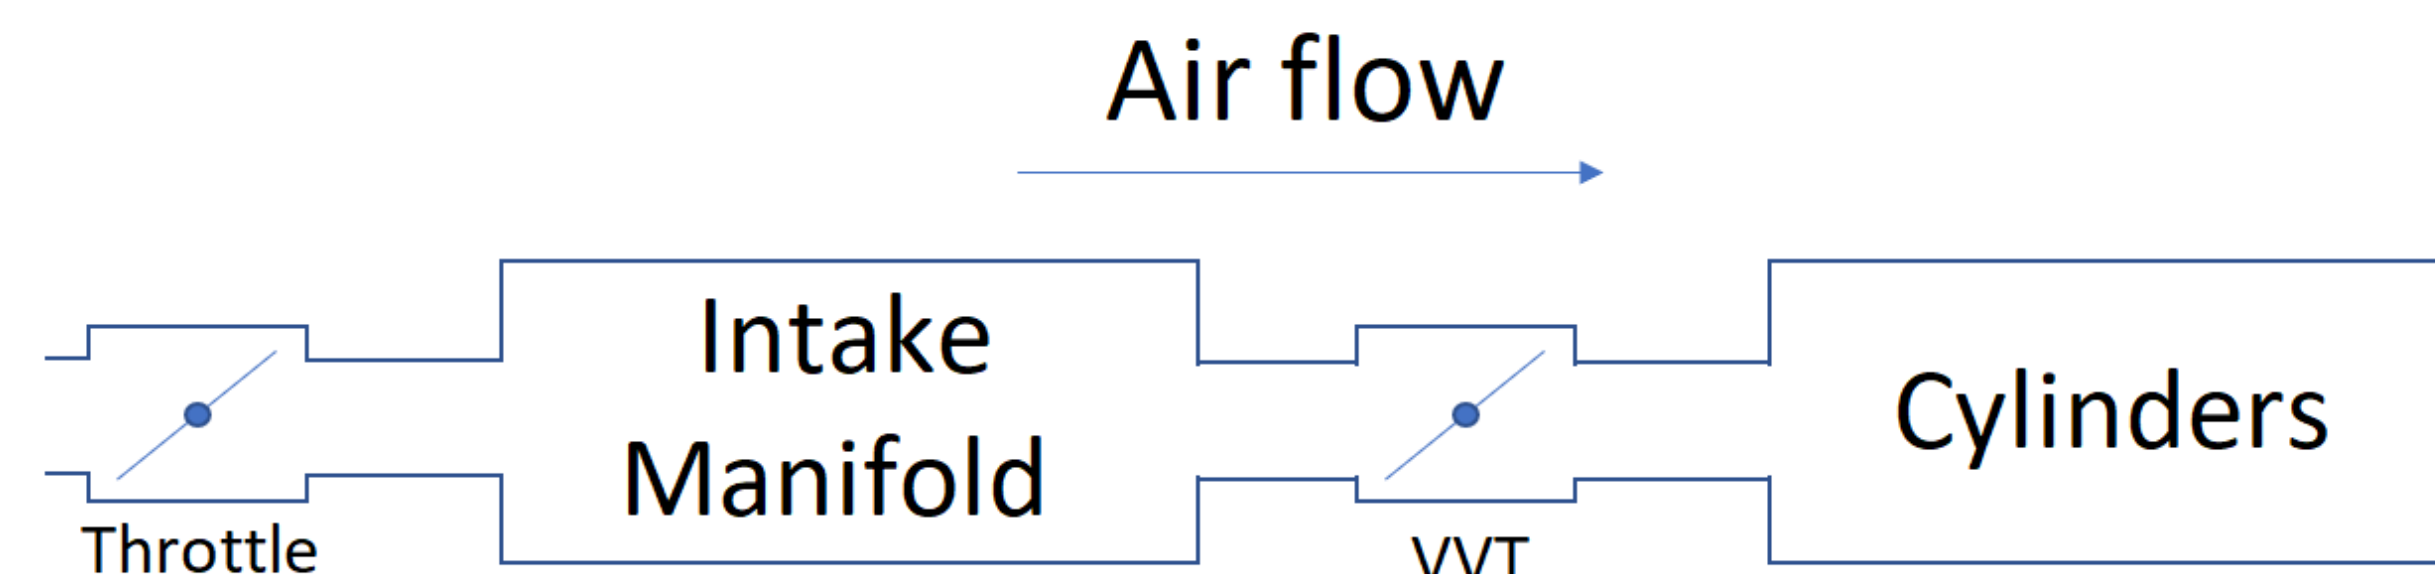 Air flow
Intake
Manifold
Cylinders
Throttle
VVT